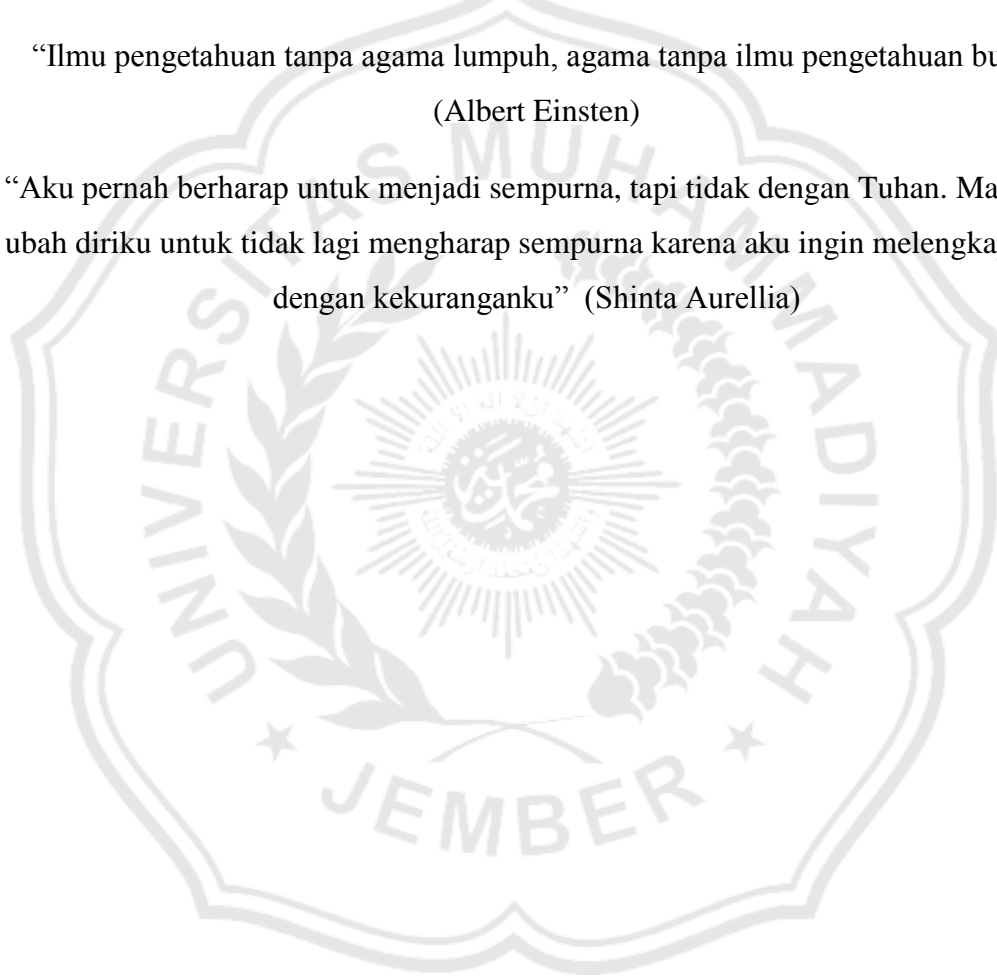 “Ilmu pengetahuan tanpa agama lumpuh, agama tanpa ilmu pengetahuan bu
(Albert Einsten)
“Aku pernah berharap untuk menjadi sempurna, tapi tidak dengan Tuhan. Ma
ubah diriku untuk tidak lagi mengharap sempurna karena aku ingin melengka
dengan kekuranganku” (Shinta Aurellia)
UNIVERSITAS MUHAMMADIYAH
JEMBER